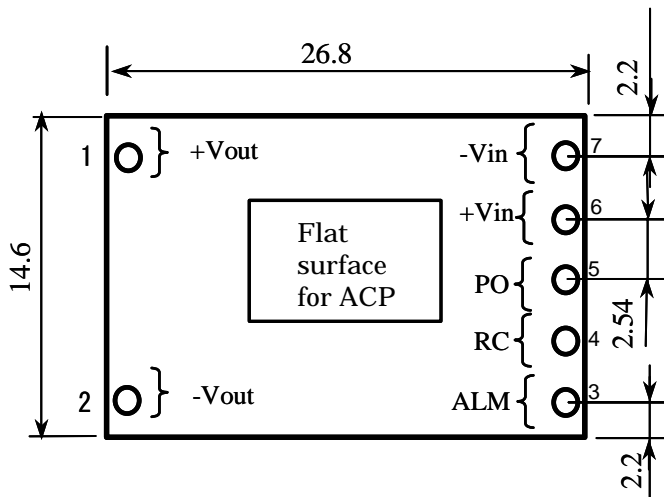 26.8
2.2
1
+Vout
-Vin
7
+Vin
6
14.6
Flat
surface
for ACP
PO
5
RC
4
2.54
2
-Vout
ALM
3
2.2